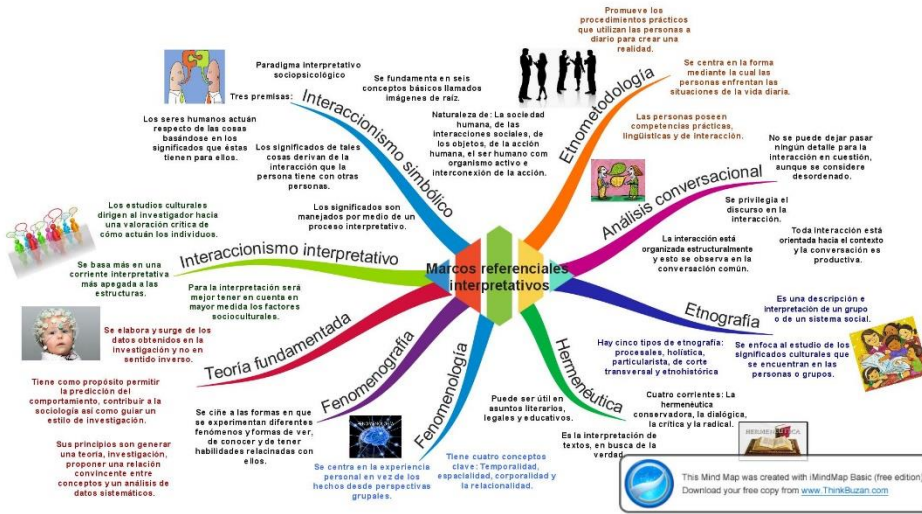 Marcos referenciales
interpretativos
Interaccionismo simbólico
Paradigma interpretativo
sociopsicológico
Tres premisas:
Los seres humanos actuán
respecto de las cosas
basándose en los
significados que éstas
tienen para ellos.
Los significados de tales
cosas derivan de la
interacción que la
persona tiene con otras
personas.
Los significados son
manejados por medio de un
proceso interpretativo.
Se fundamenta en seis
conceptos básicos llamados
imágenes de raíz.
Naturaleza de: La sociedad
humana, de las
interacciones sociales, de
los objetos, de la acción
humana, el ser humano com
organismo activo e
interconexión de la acción.
Etnometodología
Promueve los
procedimientos prácticos
que utilizan las personas a
diario para crear una
realidad.
Se centra en la forma
mediante la cual las
personas enfrentan las
situaciones de la vida diaria.
Las personas poseen
competencias prácticas,
lingüísticas y de interacción.
Análisis conversacional
No se puede dejar pasar
ningún detalle para la
interacción en cuestión,
aunque se considere
desordenado.
Se privilegia el
discurso en la
interacción.
Toda interacción está
orientada hacia el contexto
y la conversación es
productiva.
La interacción está
organizada estructuralmente
y esto se observa en la
conversación común.
Etnografía
Es una descripción e
interpretación de un grupo
o de un sistema social.
Se enfoca al estudio de los
significados culturales que
se encuentran en las
personas o grupos.
Hay cinco tipos de etnografía:
procesales, holística,
particularista, de corte
transversal y etnohistórica
Hermenéutica
Cuatro corrientes: La
hermenéutica
conservadora, la dialógica,
la crítica y la radical.
Puede ser útil en
asuntos literarios,
legales y educativos.
Es la interpretación de
textos, en busca de la
verdad.
HERMENEUTICA
Fenomenología
Tiene cuatro conceptos
clave: Temporalidad,
espacialidad, corporalidad y
la relacionalidad.
Se centra en la experiencia
personal en vez de los
hechos desde perspectivas
grupales.
Fenomenografía
Se ciñe a las formas en que
se experimentan diferentes
fenómenos y formas de ver,
de conocer y de tener
habilidades relacionadas con
ellos.
Teoría fundamentada
Se elabora y surge de los
datos obtenidos en la
investigación y no en
sentido inverso.
Tiene como propósito permitir
la predicción del
comportamiento, contribuir a
la sociología así como guiar un
estilo de investigación.
Sus principios son generar
una teoría, investigación,
proponer una relación
convincente entre
conceptos y un análisis de
datos sistemáticos.
Interaccionismo interpretativo
Los estudios culturales
dirigen al investigador hacia
una valoración crítica de
cómo actúan los individuos.
Se basa más en una
corriente interpretativa
más apegada a las
estructuras.
Para la interpretación será
mejor tener en cuenta en
mayor medida los factores
socioculturales.
This Mind Map was created with iMindMap Basic (free edition)
Download your free copy from www.ThinkBuzan.com